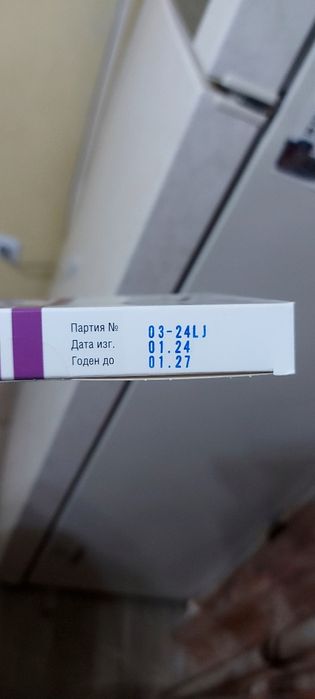 Партия № 03-24LJ
Дата изг. 01.24
Годен до 01.27